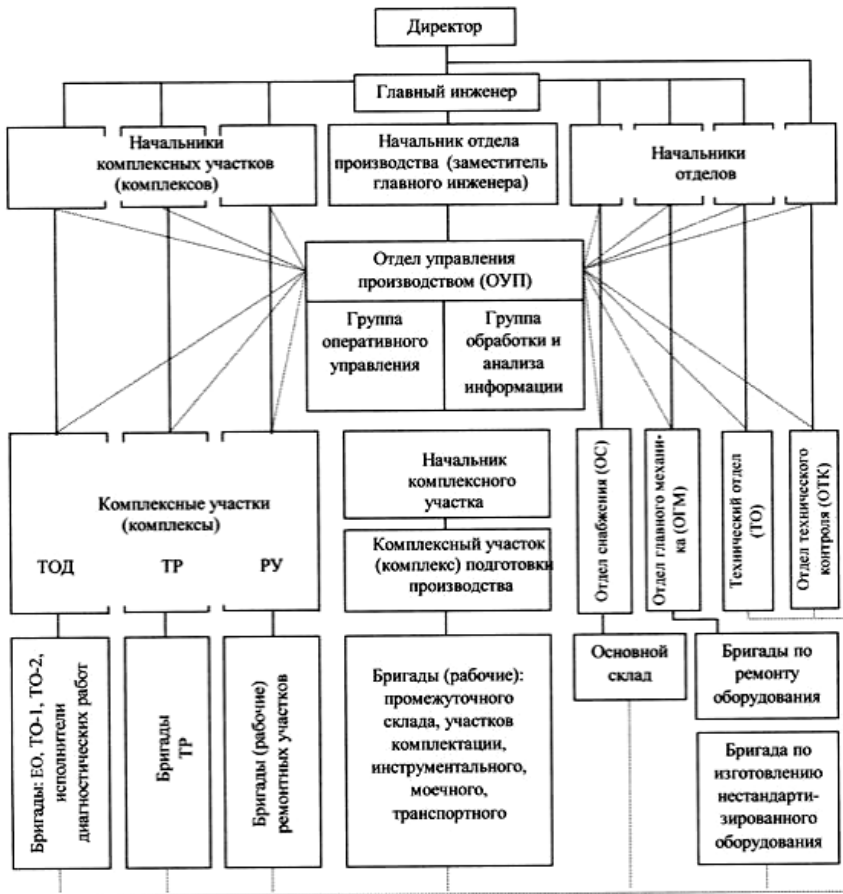 Директор
Главный инженер
Начальники
комплексных участков
(комплексов)
Начальник отдела
производства (заместитель
главного инженера)
Начальники
отделов
Отдел управления
производством (ОУП)
Группа
оперативного
управления
Группа
обработки и
анализа
информации
Комплексные участки
(комплексы)
ТОД
ТР
РУ
Начальник
комплексного
участка
Комплексный участок
(комплекс) подготовки
производства
Отдел снабжения (ОС)
Отдел главного механи-
ка (ОГМ)
Технический отдел
(ТО)
Отдел технического
контроля (ОТК)
Бригады: ЕО, ТО-1, ТО-2,
исполнители
диагностических работ
Бригады
ТР
Бригады (рабочие)
ремонтных участков
Бригады (рабочие):
промежуточного
склада, участков
комплектации,
инструментального,
моечного,
транспортного
Основной
склад
Бригады по
ремонту
оборудования
Бригада по
изготовлению
нестандарти-
зированного
оборудования